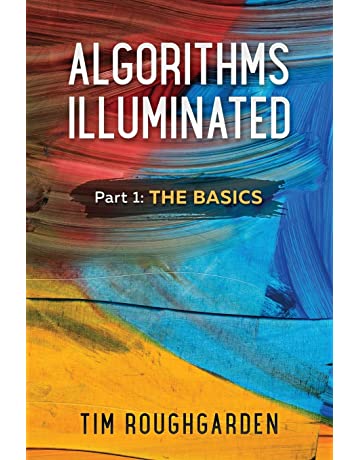 ALGORITHMS
ILLUMINATED
Part 1: THE BASICS
TIM ROUGHGARDEN